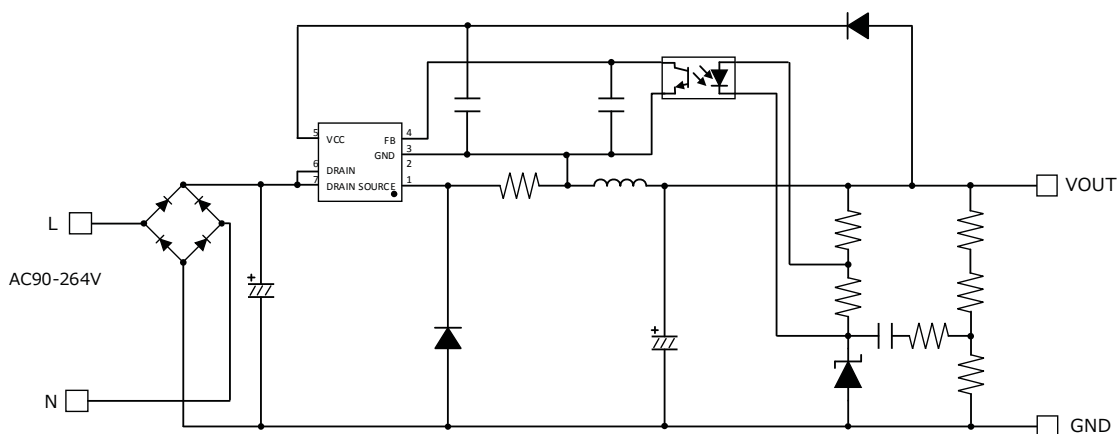 5 VCC FB 4
GND 3
6 DRAIN 2
7 DRAIN SOURCE 1
VOUT
L
AC90-264V
+
+
N
GND